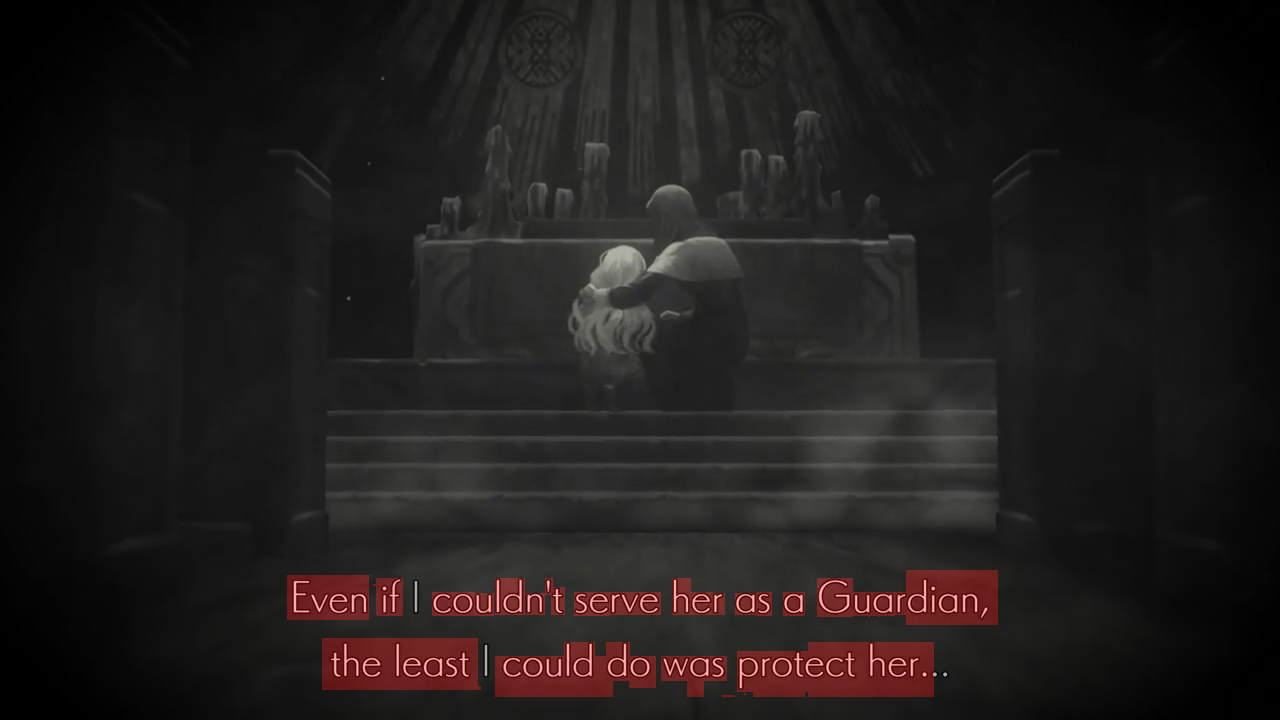 Even if I couldn't serve her as a Guardian,
the least I could do was protect her...